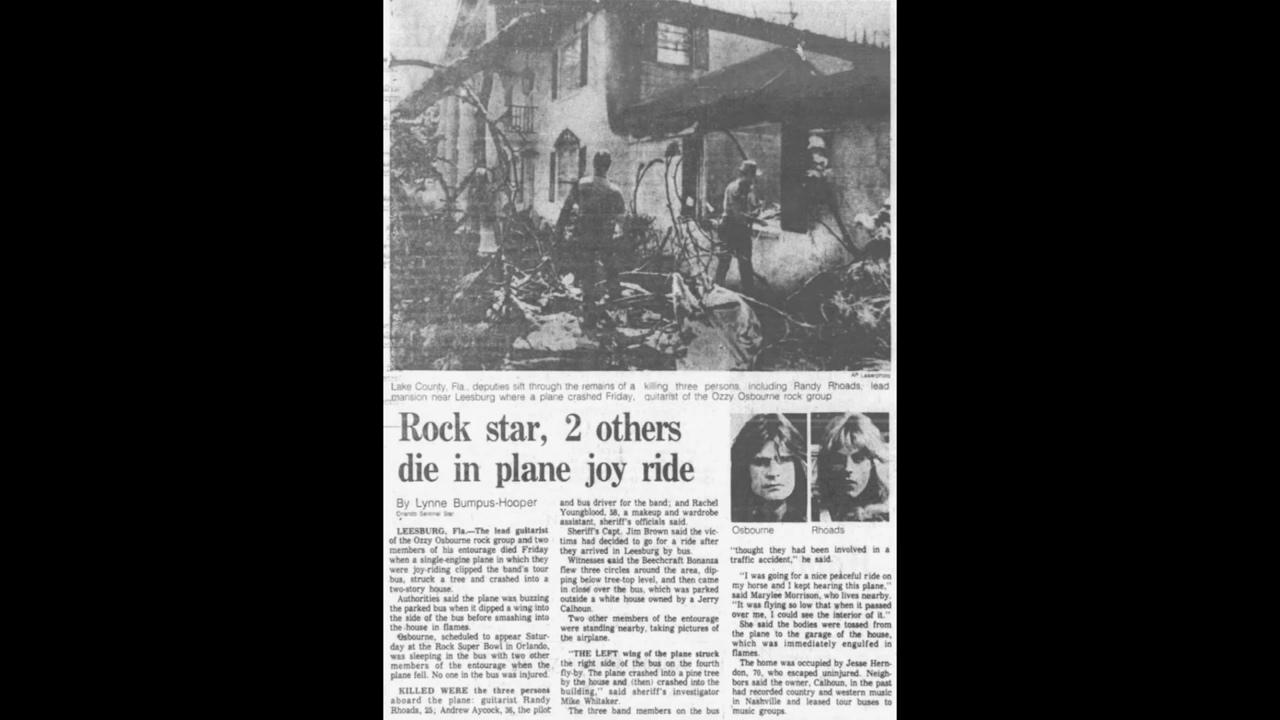 AP Laserphoto
Lake County, Fla., deputies sift through the remains of a
mansion near Leesburg where a plane crashed Friday,
killing three persons, including Randy Rhoads, lead
guitarist of the Ozzy Osbourne rock group
Rock star, 2 others
die in plane joy ride
By Lynne Bumpus-Hooper
Orlando Sentinel Star
LEESBURG, Fla.—The lead guitarist
of the Ozzy Osbourne rock group and two
members of his entourage died Friday
when a single-engine plane in which they
were joy-riding clipped the band's tour
bus, struck a tree and crashed into a
two-story house.
Authorities said the plane was buzzing
the parked bus when it dipped a wing into
the side of the bus before smashing into
the house in flames.
Osbourne, scheduled to appear Satur-
day at the Rock Super Bowl in Orlando,
was sleeping in the bus with two other
members of the entourage when the
plane fell. No one in the bus was injured.
KILLED WERE the three persons
aboard the plane: guitarist Randy
Rhoads, 25; Andrew Aycock, 36, the pilot
and bus driver for the band; and Rachel
Youngblood, 58, a makeup and wardrobe
assistant, sheriff's officials said.
Sheriff's Capt. Jim Brown said the vic-
tims had decided to go for a ride after
they arrived in Leesburg by bus.
Witnesses said the Beechcraft Bonanza
flew three circles around the area, dip-
ping below tree-top level, and then came
in close over the bus, which was parked
outside a white house owned by a Jerry
Calhoun.
Two other members of the entourage
were standing nearby, taking pictures of
the airplane.
"THE LEFT wing of the plane struck
the right side of the bus on the fourth
fly-by. The plane crashed into a pine tree
by the house and (then) crashed into the
building," said sheriff's investigator
Mike Whitaker.
The three band members on the bus
Osbourne
Rhoads
"thought they had been involved in a
traffic accident," he said.
"I was going for a nice peaceful ride on
my horse and I kept hearing this plane,"
said Marylee Morrison, who lives nearby.
"It was flying so low that when it passed
over me, I could see the interior of it."
She said the bodies were tossed from
the plane to the garage of the house,
which was immediately engulfed in
flames.
The home was occupied by Jesse Hern-
don, 70, who escaped uninjured. Neigh-
bors said the owner, Calhoun, in the past
had recorded country and western music
in Nashville and leased tour buses to
music groups.